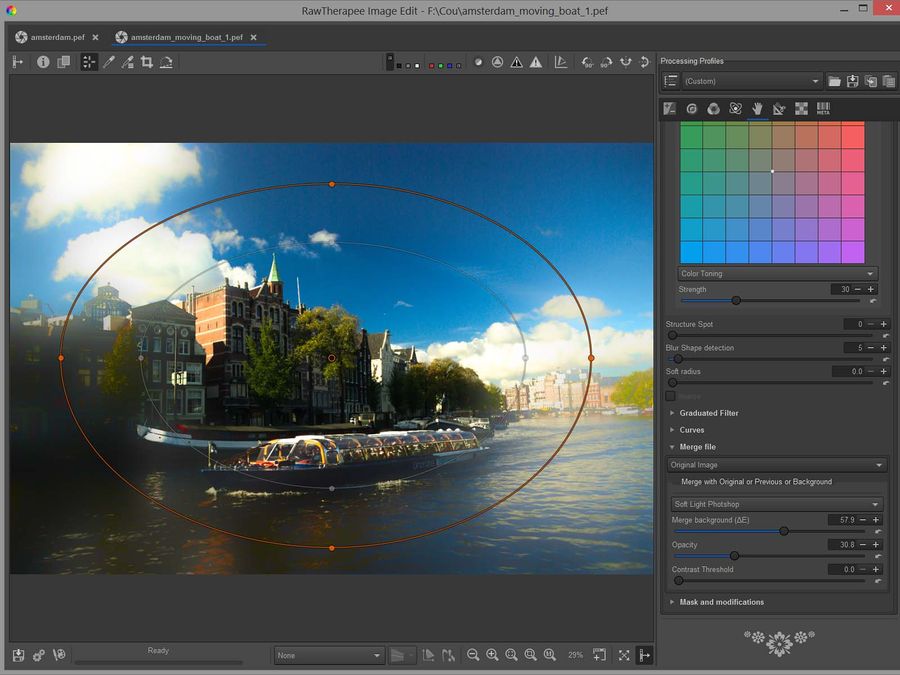 RawTherapee Image Edit - F:\Cou\amsterdam_moving_boat_1.pef
amsterdam.pef
amsterdam_moving_boat_1.pef
Processing Profiles
(Custom)
META
Color Toning
Strength 30
Structure Spot 0
Blur Shape detection 5
Soft radius 0.0
Graduated Filter
Curves
Merge file
Original Image
Merge with Original or Previous or Background
Soft Light Photshop
Merge background (ΔE) 57.9
Opacity 30.8
Contrast Threshold 0.0
Mask and modifications
Ready
None
29%